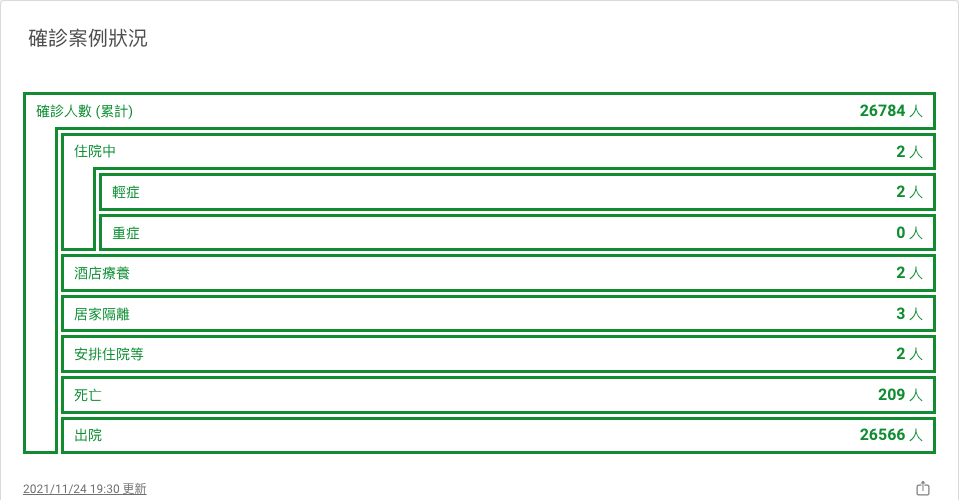 確診案例狀況
確診人數 (累計) 26784 人
住院中 2 人
輕症 2 人
重症 0 人
酒店療養 2 人
居家隔離 3 人
安排住院等 2 人
死亡 209 人
出院 26566 人
2021/11/24 19:30 更新